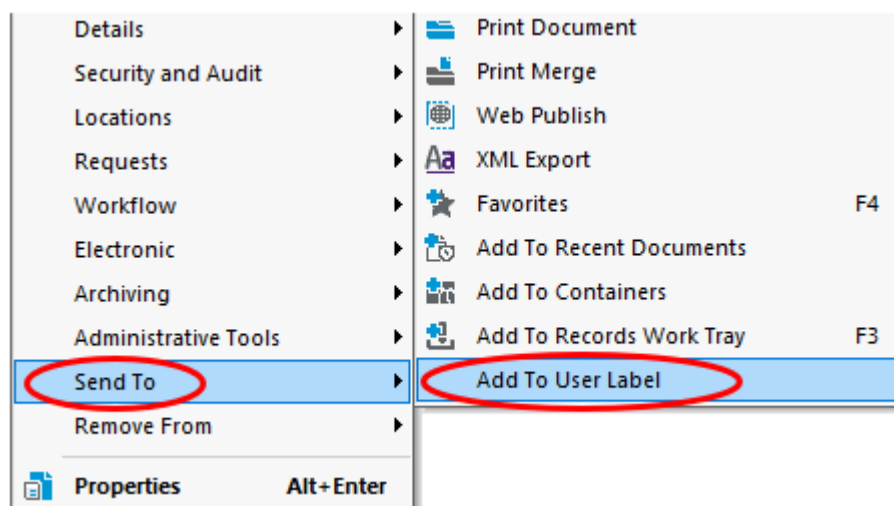 Details
Security and Audit
Locations
Requests
Workflow
Electronic
Archiving
Administrative Tools
Send To
Remove From
Properties Alt+Enter
Print Document
Print Merge
Web Publish
Aa XML Export
Favorites F4
Add To Recent Documents
Add To Containers
Add To Records Work Tray F3
Add To User Label